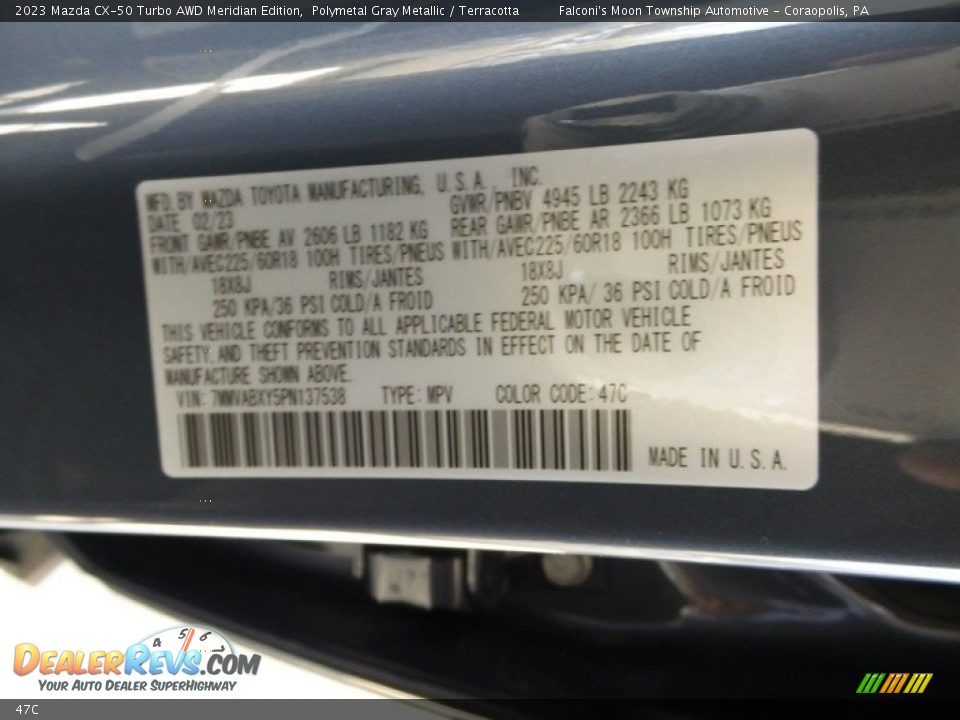 2023 Mazda CX-50 Turbo AWD Meridian Edition, Polymetal Gray Metallic / Terracotta Falconi's Moon Township Automotive - Coraopolis, PA
MFD. BY MAZDA TOYOTA MANUFACTURING, U.S.A. INC.
DATE 02/23 GVWR/PNBV 4945 LB 2243 KG
FRONT GAWR/PNBE AV 2606 LB 1182 KG REAR GAWR/PNBE AR 2366 LB 1073 KG
WITH/AVEC225/60R18 100H TIRES/PNEUS WITH/AVEC225/60R18 100H TIRES/PNEUS
18X8J RIMS/JANTES 18X8J RIMS/JANTES
250 KPA/36 PSI COLD/A FROID 250 KPA/ 36 PSI COLD/A FROID
THIS VEHICLE CONFORMS TO ALL APPLICABLE FEDERAL MOTOR VEHICLE
SAFETY AND THEFT PREVENTION STANDARDS IN EFFECT ON THE DATE OF
MANUFACTURE SHOWN ABOVE.
VIN: 7MMVABXY5PN137538 TYPE: MPV COLOR CODE: 47C
MADE IN U.S.A.
4 5 6
DEALERREVS.COM
YOUR AUTO DEALER SUPERHIGHWAY
47C